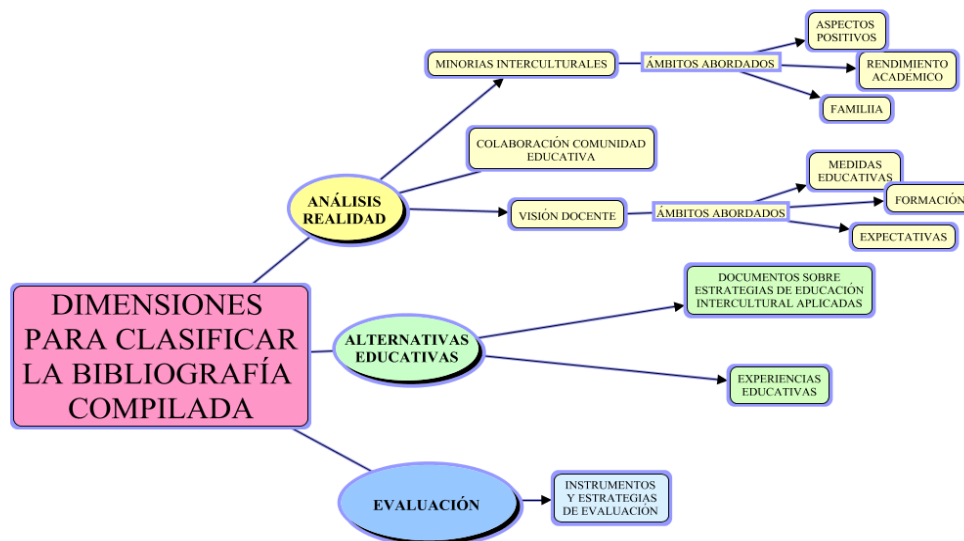 ASPECTOS
POSITIVOS
MINORIAS INTERCULTURALES
ÁMBITOS ABORDADOS
RENDIMIENTO
ACADÉMICO
FAMILIIA
COLABORACIÓN COMUNIDAD
EDUCATIVA
MEDIDAS
EDUCATIVAS
ANÁLISIS
REALIDAD
VISIÓN DOCENTE
ÁMBITOS ABORDADOS
FORMACIÓN
EXPECTATIVAS
DIMENSIONES
PARA CLASIFICAR
LA BIBLIOGRAFÍA
COMPILADA
DOCUMENTOS SOBRE
ESTRATEGIAS DE EDUCACIÓN
INTERCULTURAL APLICADAS
ALTERNATIVAS
EDUCATIVAS
EXPERIENCIAS
EDUCATIVAS
EVALUACIÓN
INSTRUMENTOS
Y ESTRATEGIAS
DE EVALUACIÓN